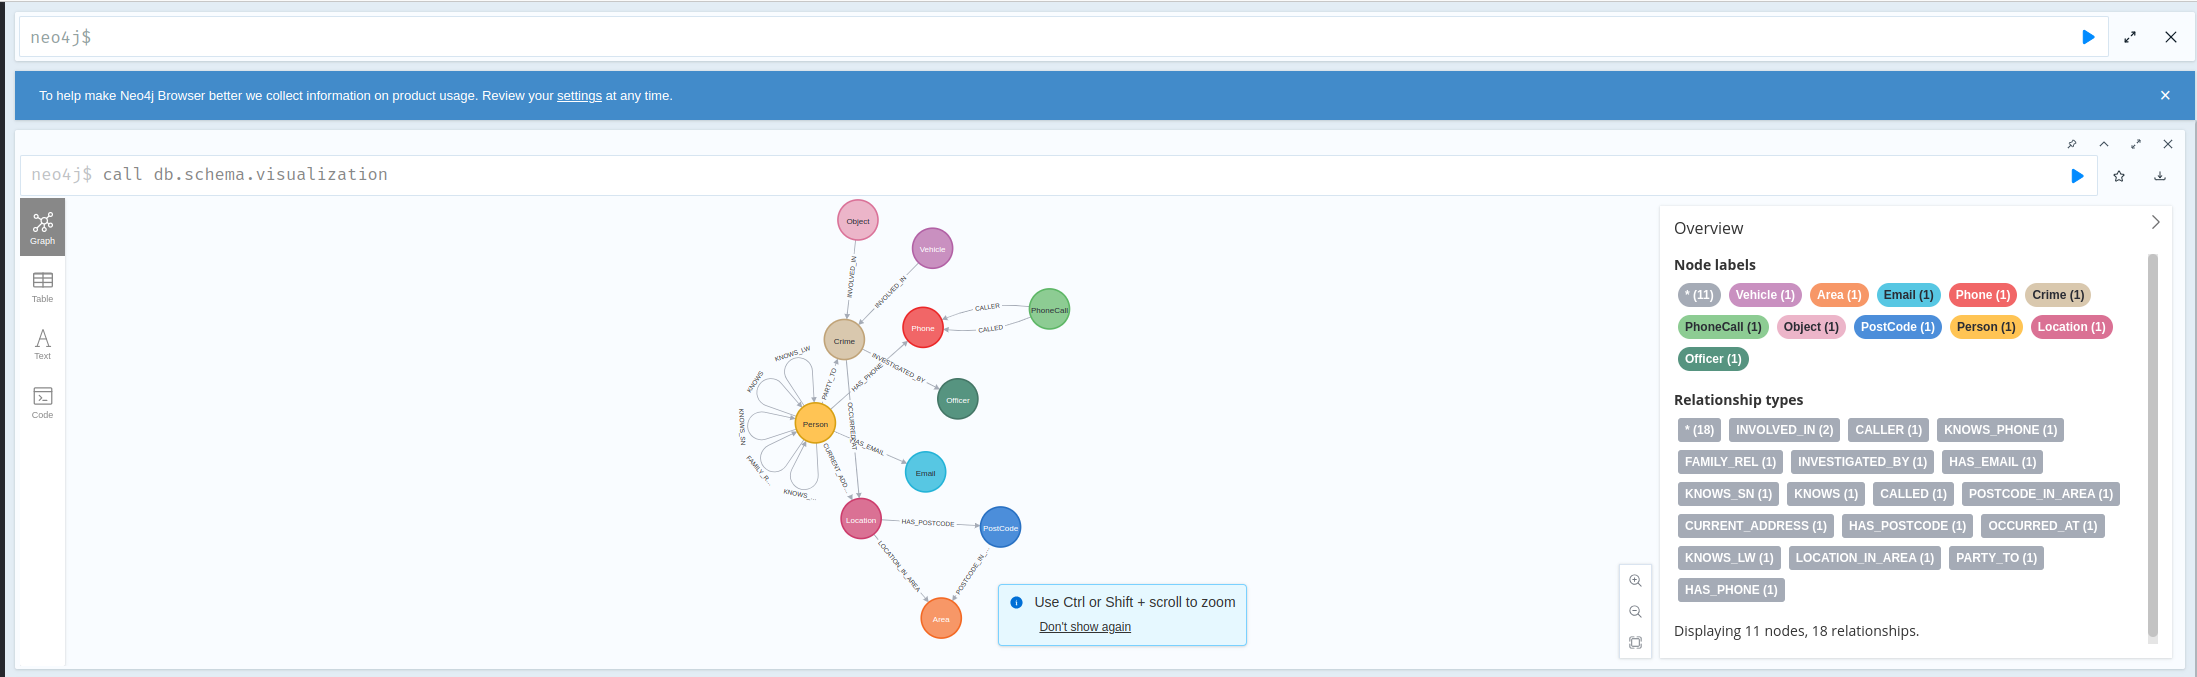 neo4j$
To help make Neo4j Browser better we collect information on product usage. Review your settings at any time.
neo4j$ call db.schema.visualization
Graph
Table
Text
Code
Object
Vehicle
INVOLVED_IN
INVOLVED_IN
CALLER
PhoneCall
Phone
CALLED
Crime
KNOWS_LW
INVESTIGATED_BY
PARTY_TO
HAS_PHONE
KNOWS
Officer
OCCURRED_AT
Person
KNOWS_SN
HAS_EMAIL
CURRENT_ADD...
FAMILY_R...
Email
KNOWS_...
Location
HAS_POSTCODE
PostCode
LOCATION_IN_AREA
POSTCODE_IN_...
Area
Use Ctrl or Shift + scroll to zoom
Don't show again
Overview
Node labels
* (11) Vehicle (1) Area (1) Email (1) Phone (1) Crime (1)
PhoneCall (1) Object (1) PostCode (1) Person (1) Location (1)
Officer (1)
Relationship types
* (18) INVOLVED_IN (2) CALLER (1) KNOWS_PHONE (1)
FAMILY_REL (1) INVESTIGATED_BY (1) HAS_EMAIL (1)
KNOWS_SN (1) KNOWS (1) CALLED (1) POSTCODE_IN_AREA (1)
CURRENT_ADDRESS (1) HAS_POSTCODE (1) OCCURRED_AT (1)
KNOWS_LW (1) LOCATION_IN_AREA (1) PARTY_TO (1)
HAS_PHONE (1)
Displaying 11 nodes, 18 relationships.